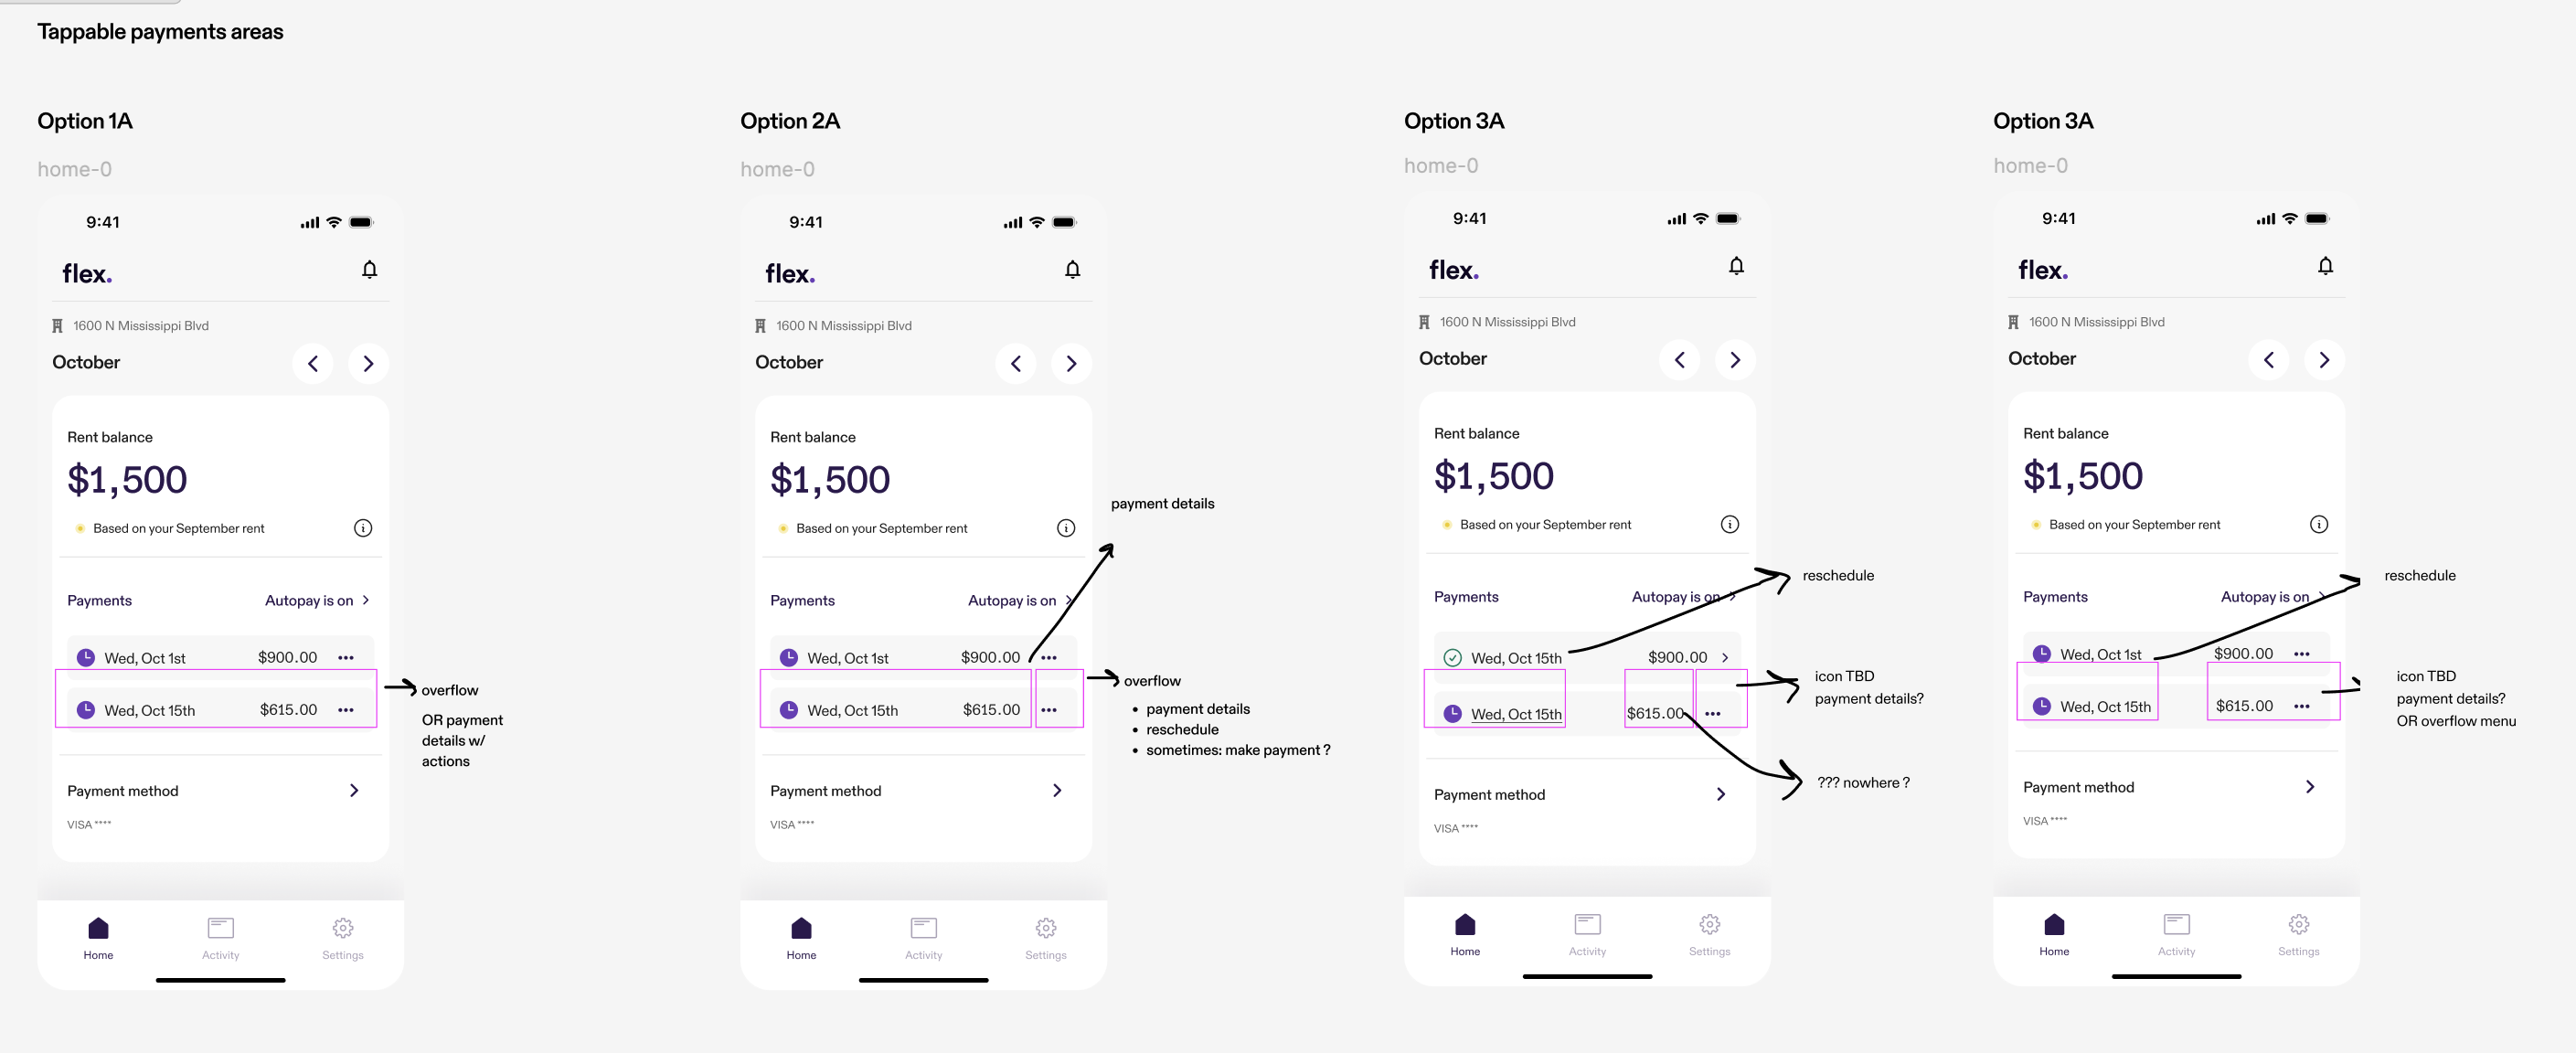 Tappable payments areas
Option 1A
home-0
9:41
flex.
1600 N Mississippi Blvd
October
Rent balance
$1,500
Based on your September rent
Payments
Autopay is on
Wed, Oct 1st
$900.00
Wed, Oct 15th
$615.00
Payment method
VISA ****
Home
Activity
Settings
overflow
OR payment
details w/
actions
Option 2A
home-0
9:41
flex.
1600 N Mississippi Blvd
October
Rent balance
$1,500
Based on your September rent
Payments
Autopay is on
Wed, Oct 1st
$900.00
Wed, Oct 15th
$615.00
Payment method
VISA ****
Home
Activity
Settings
payment details
overflow
• payment details
• reschedule
• sometimes: make payment ?
Option 3A
home-0
9:41
flex.
1600 N Mississippi Blvd
October
Rent balance
$1,500
Based on your September rent
Payments
Autopay is on
Wed, Oct 15th
$900.00
Wed, Oct 15th
$615.00
Payment method
VISA ****
Home
Activity
Settings
reschedule
icon TBD
payment details?
??? nowhere ?
Option 3A
home-0
9:41
flex.
1600 N Mississippi Blvd
October
Rent balance
$1,500
Based on your September rent
Payments
Autopay is on
Wed, Oct 1st
$900.00
Wed, Oct 15th
$615.00
Payment method
VISA ****
Home
Activity
Settings
reschedule
icon TBD
payment details?
OR overflow menu